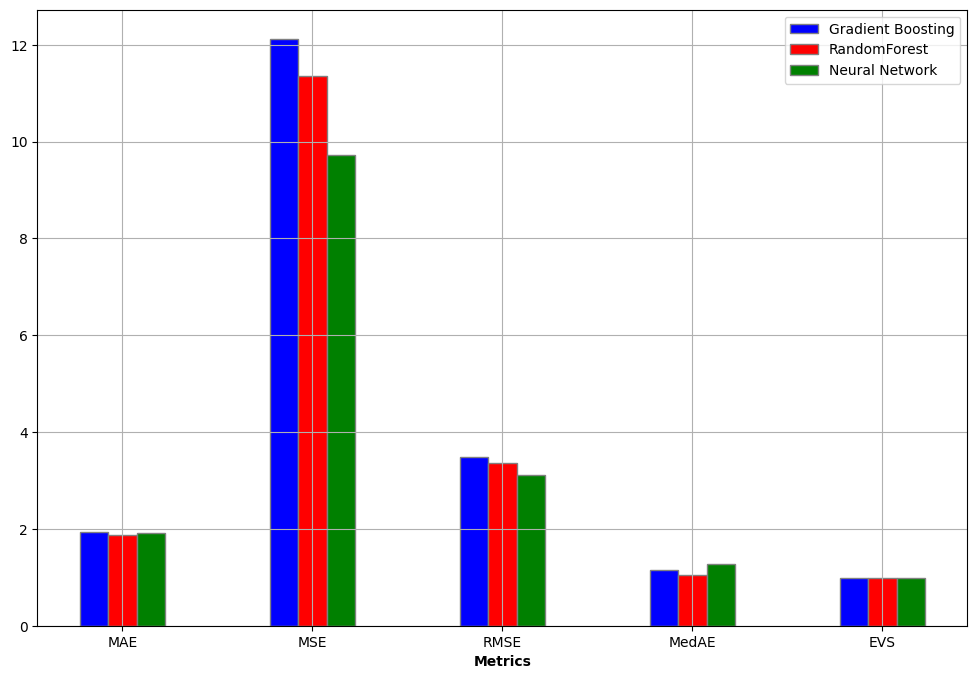 12
10
8
6
4
2
0
Gradient Boosting
RandomForest
Neural Network
MAE
MSE
RMSE
MedAE
EVS
Metrics